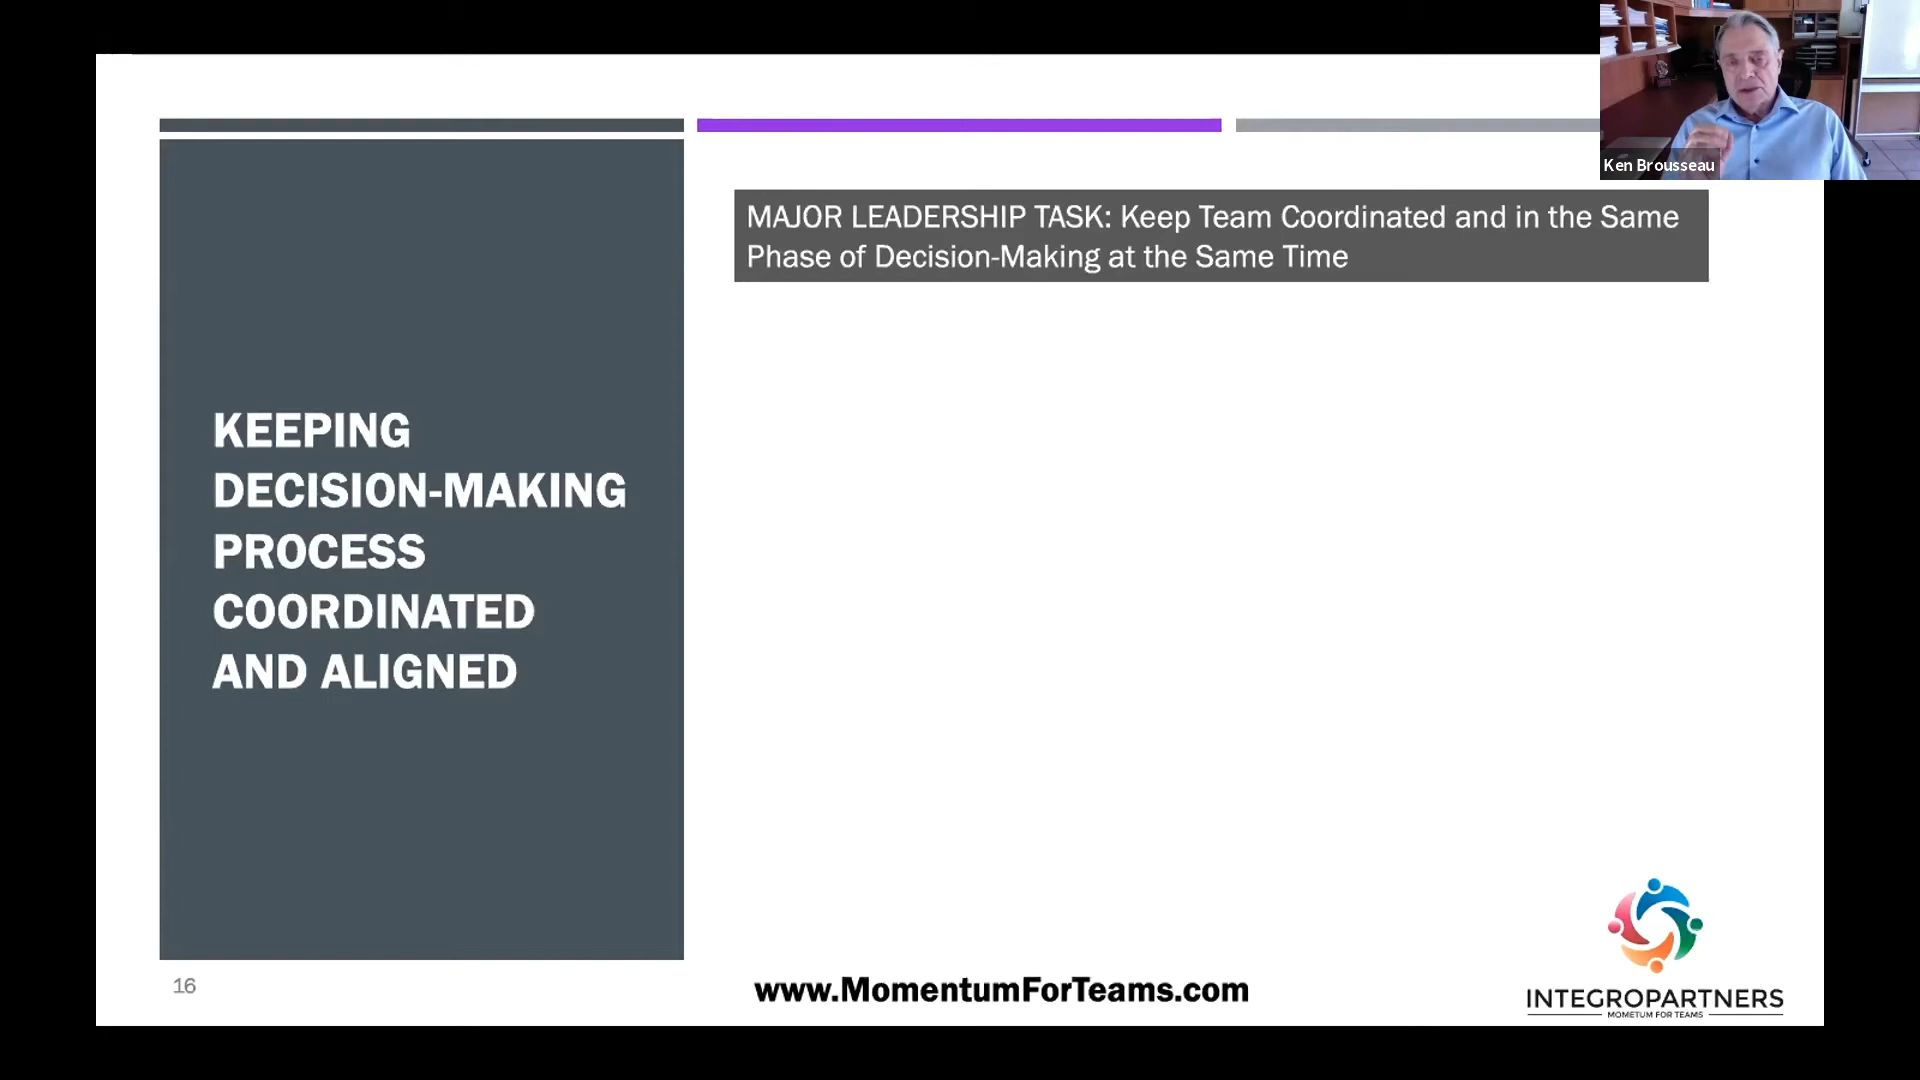 Ken Brousseau
MAJOR LEADERSHIP TASK: Keep Team Coordinated and in the Same
Phase of Decision-Making at the Same Time
KEEPING
DECISION-MAKING
PROCESS
COORDINATED
AND ALIGNED
16
www.MomentumForTeams.com
INTEGROPARTNERS
MOMETUM FOR TEAMS